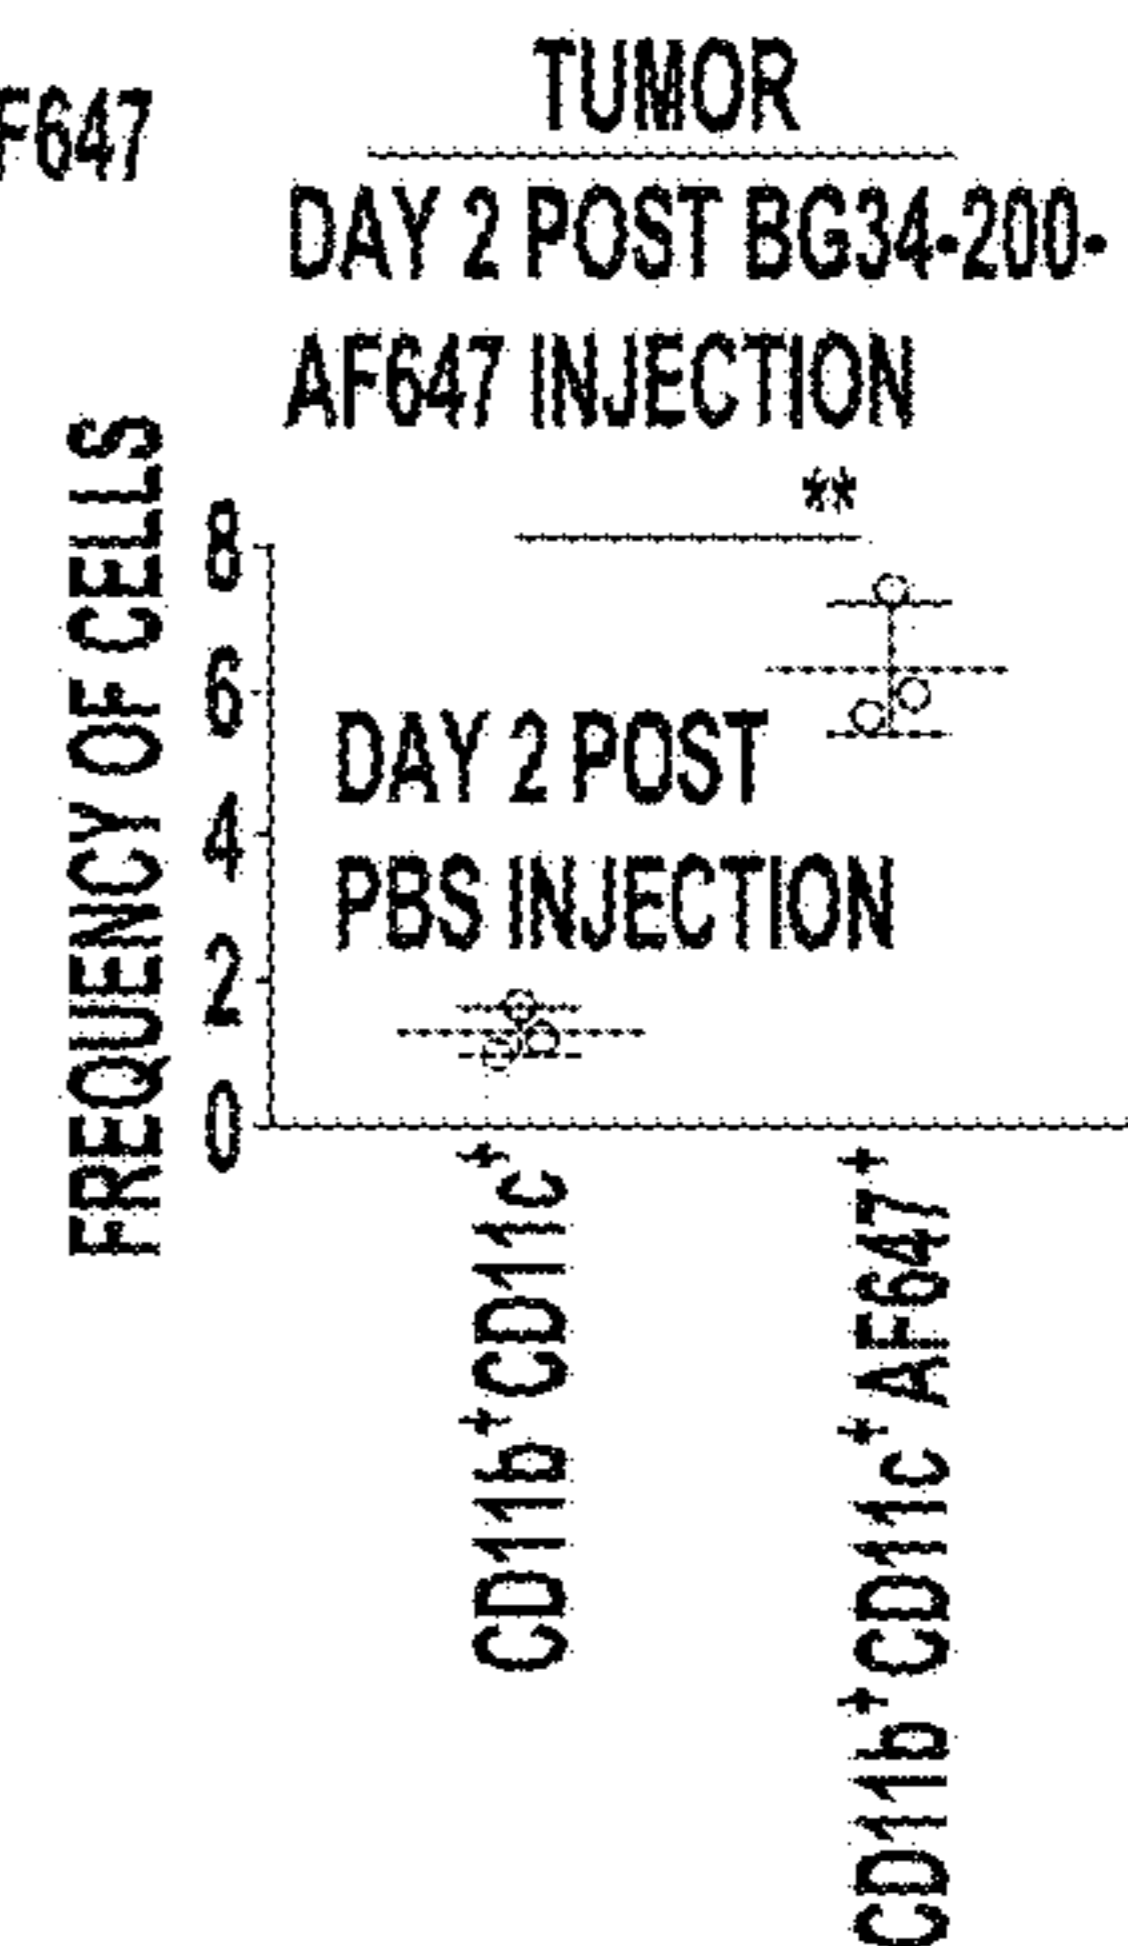 F647
TUMOR
DAY 2 POST BG34-200-
AF647 INJECTION
**
FREQUENCY OF CELLS
8
6
4
2
0
DAY 2 POST
PBS INJECTION
CD11b⁺CD11c⁺
CD11b⁺CD11c⁺AF647⁺